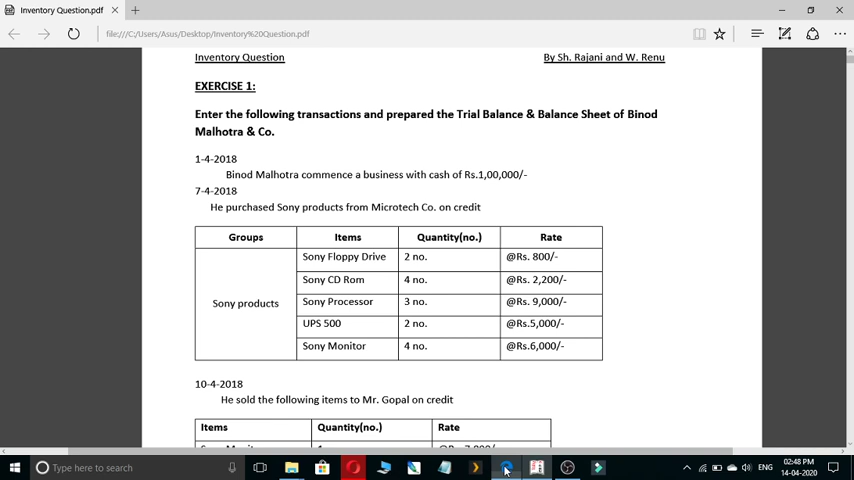 Inventory Question.pdf
file:///C:/Users/Asus/Desktop/Inventory%20Question.pdf
Inventory Question By Sh. Rajani and W. Renu
EXERCISE 1:
Enter the following transactions and prepared the Trial Balance & Balance Sheet of Binod
Malhotra & Co.
1-4-2018
Binod Malhotra commence a business with cash of Rs.1,00,000/-
7-4-2018
He purchased Sony products from Microtech Co. on credit
Groups Items Quantity(no.) Rate
Sony Floppy Drive 2 no. @Rs. 800/-
Sony CD Rom 4 no. @Rs. 2,200/-
Sony products
Sony Processor 3 no. @Rs. 9,000/-
UPS 500 2 no. @Rs.5,000/-
Sony Monitor 4 no. @Rs.6,000/-
10-4-2018
He sold the following items to Mr. Gopal on credit
Items Quantity(no.) Rate
Type here to search
ENG
02:48 PM
14-04-2020